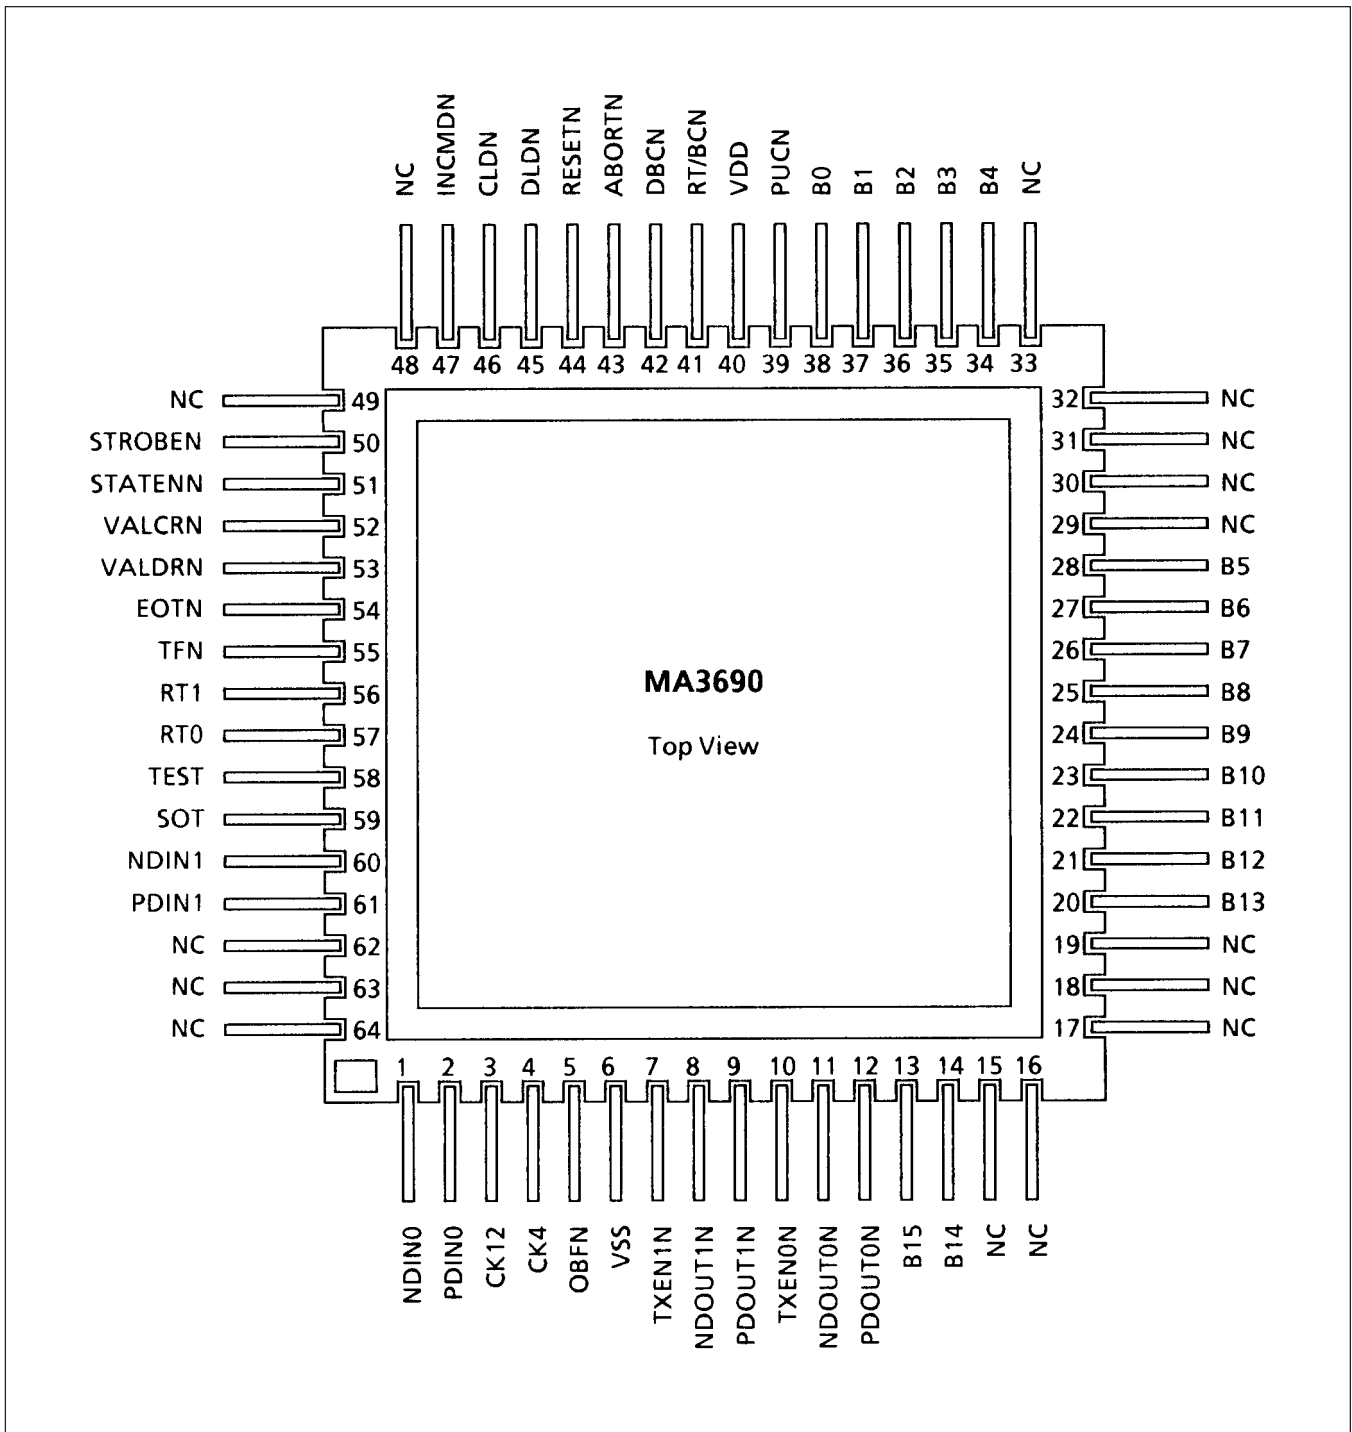 NC INCMDN CLDN DLDN RESETN ABORTN DBCN RT/BCN VDD PUCN B0 B1 B2 B3 B4 NC
48 47 46 45 44 43 42 41 40 39 38 37 36 35 34 33
NC 49 32 NC
STROBEN 50 31 NC
STATENN 51 30 NC
VALCRN 52 29 NC
VALDRN 53 28 B5
EOTN 54 27 B6
TFN 55 26 B7
RT1 56 25 B8
RT0 57 24 B9
TEST 58 23 B10
SOT 59 22 B11
NDIN1 60 21 B12
PDIN1 61 20 B13
NC 62 19 NC
NC 63 18 NC
NC 64 17 NC
MA3690
Top View
1 2 3 4 5 6 7 8 9 10 11 12 13 14 15 16
NDIN0 PDIN0 CK12 CK4 OBFN VSS TXEN1N NDOUT1N PDOUT1N TXEN0N NDOUT0N PDOUT0N B15 B14 NC NC